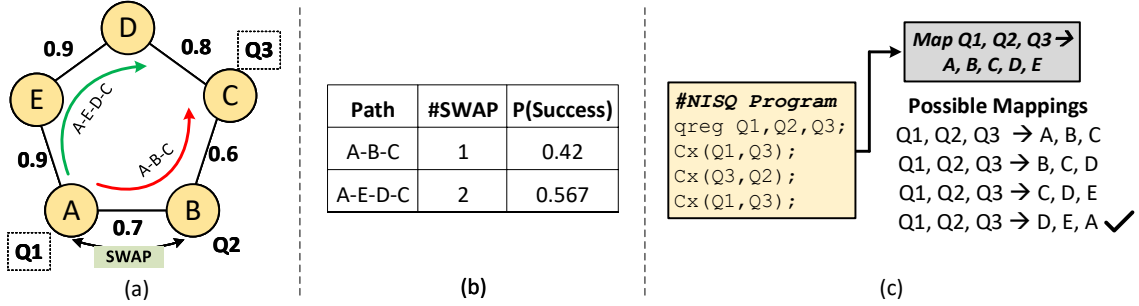 D
0.9
0.8
Q3
E
C
A-E-D-C
A-B-C
0.9
0.6
A
B
0.7
Q1
SWAP
Q2
(a)
Path #SWAP P(Success)
A-B-C 1 0.42
A-E-D-C 2 0.567
(b)
#NISQ Program
qreg Q1,Q2,Q3;
Cx(Q1,Q3);
Cx(Q3,Q2);
Cx(Q1,Q3);
Map Q1, Q2, Q3 →
A, B, C, D, E
Possible Mappings
Q1, Q2, Q3 → A, B, C
Q1, Q2, Q3 → B, C, D
Q1, Q2, Q3 → C, D, E
Q1, Q2, Q3 → D, E, A ✓
(c)